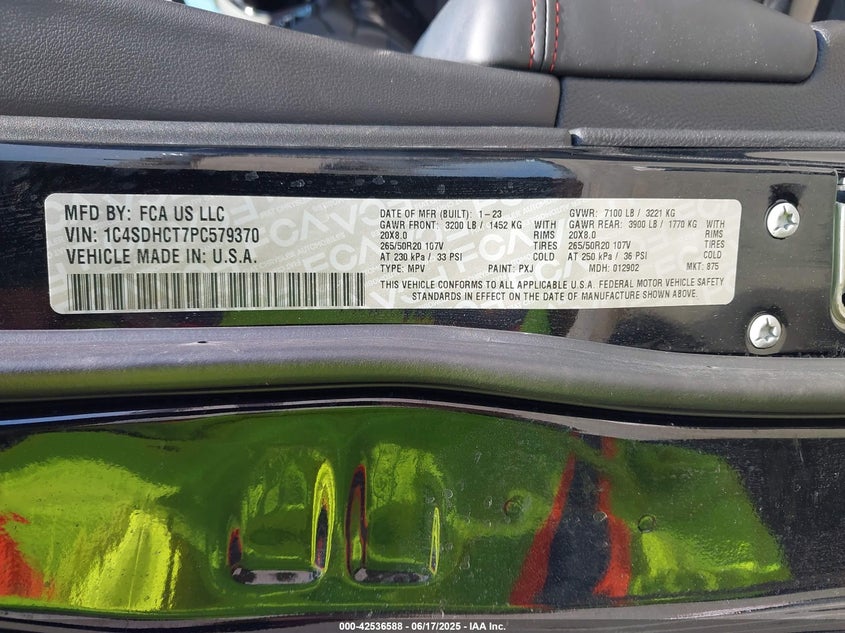 MFD BY: FCA US LLC
VIN: 1C4SDHCT7PC579370
VEHICLE MADE IN: U.S.A.
DATE OF MFR (BUILT): 1-23 GVWR: 7100 LB / 3221 KG
GAWR FRONT: 3200 LB / 1452 KG WITH GAWR REAR: 3900 LB / 1770 KG WITH
20X8.0 RIMS 20X8.0 RIMS
265/50R20 107V TIRES 265/50R20 107V TIRES
AT 230 kPa / 33 PSI COLD AT 250 kPa / 36 PSI COLD
TYPE: MPV PAINT: PXJ MDH: 012902 MKT: 875
THIS VEHICLE CONFORMS TO ALL APPLICABLE U.S.A. FEDERAL MOTOR VEHICLE SAFETY
STANDARDS IN EFFECT ON THE DATE OF MANUFACTURE SHOWN ABOVE.
000-42536588 - 06/17/2025 - IAA Inc.